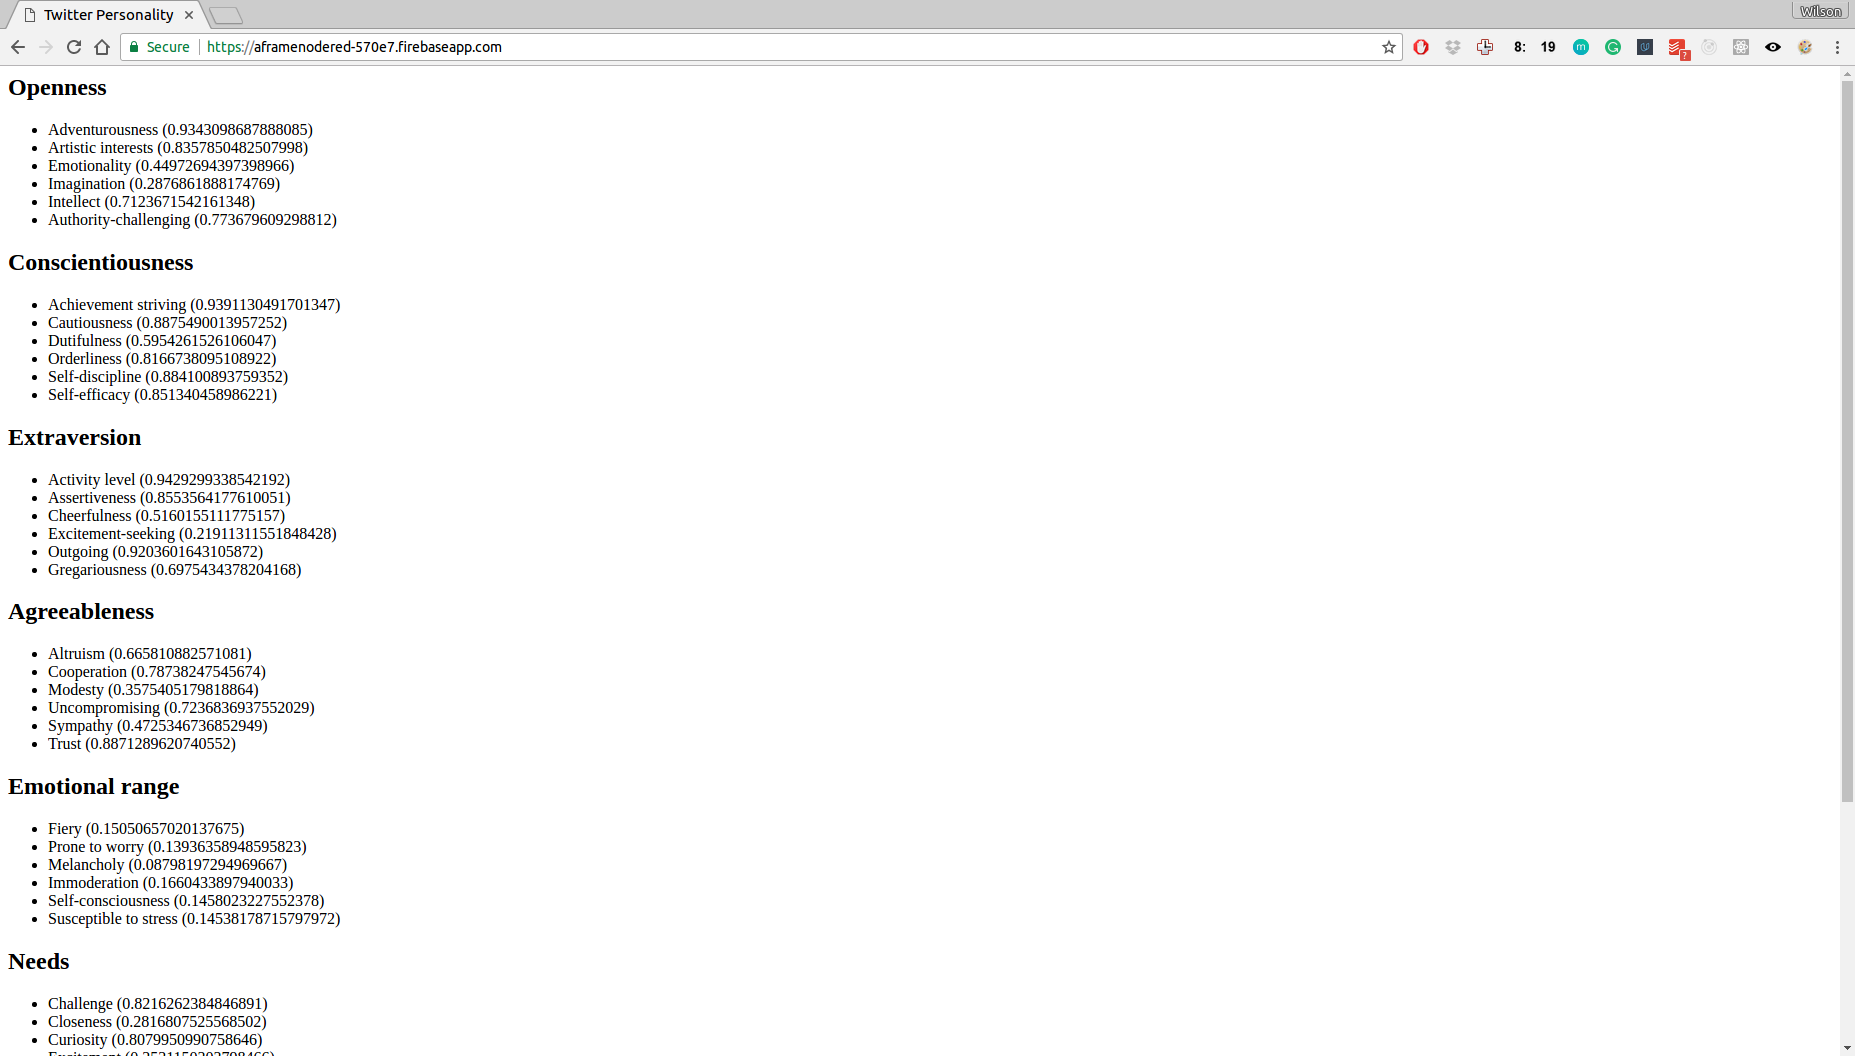 Twitter Personality
Wilson
Secure
https://aframenodered-570e7.firebaseapp.com
8: 19
Openness
Adventurousness (0.9343098687888085)
Artistic interests (0.8357850482507998)
Emotionality (0.44972694397398966)
Imagination (0.2876861888174769)
Intellect (0.7123671542161348)
Authority-challenging (0.773679609298812)
Conscientiousness
Achievement striving (0.9391130491701347)
Cautiousness (0.8875490013957252)
Dutifulness (0.5954261526106047)
Orderliness (0.8166738095108922)
Self-discipline (0.884100893759352)
Self-efficacy (0.851340458986221)
Extraversion
Activity level (0.9429299338542192)
Assertiveness (0.8553564177610051)
Cheerfulness (0.5160155111775157)
Excitement-seeking (0.21911311551848428)
Outgoing (0.9203601643105872)
Gregariousness (0.6975434378204168)
Agreeableness
Altruism (0.665810882571081)
Cooperation (0.78738247545674)
Modesty (0.3575405179818864)
Uncompromising (0.7236836937552029)
Sympathy (0.4725346736852949)
Trust (0.8871289620740552)
Emotional range
Fiery (0.15050657020137675)
Prone to worry (0.13936358948595823)
Melancholy (0.08798197294969667)
Immoderation (0.1660433897940033)
Self-consciousness (0.1458023227552378)
Susceptible to stress (0.14538178715797972)
Needs
Challenge (0.8216262384846891)
Closeness (0.2816807525568502)
Curiosity (0.8079950990758646)